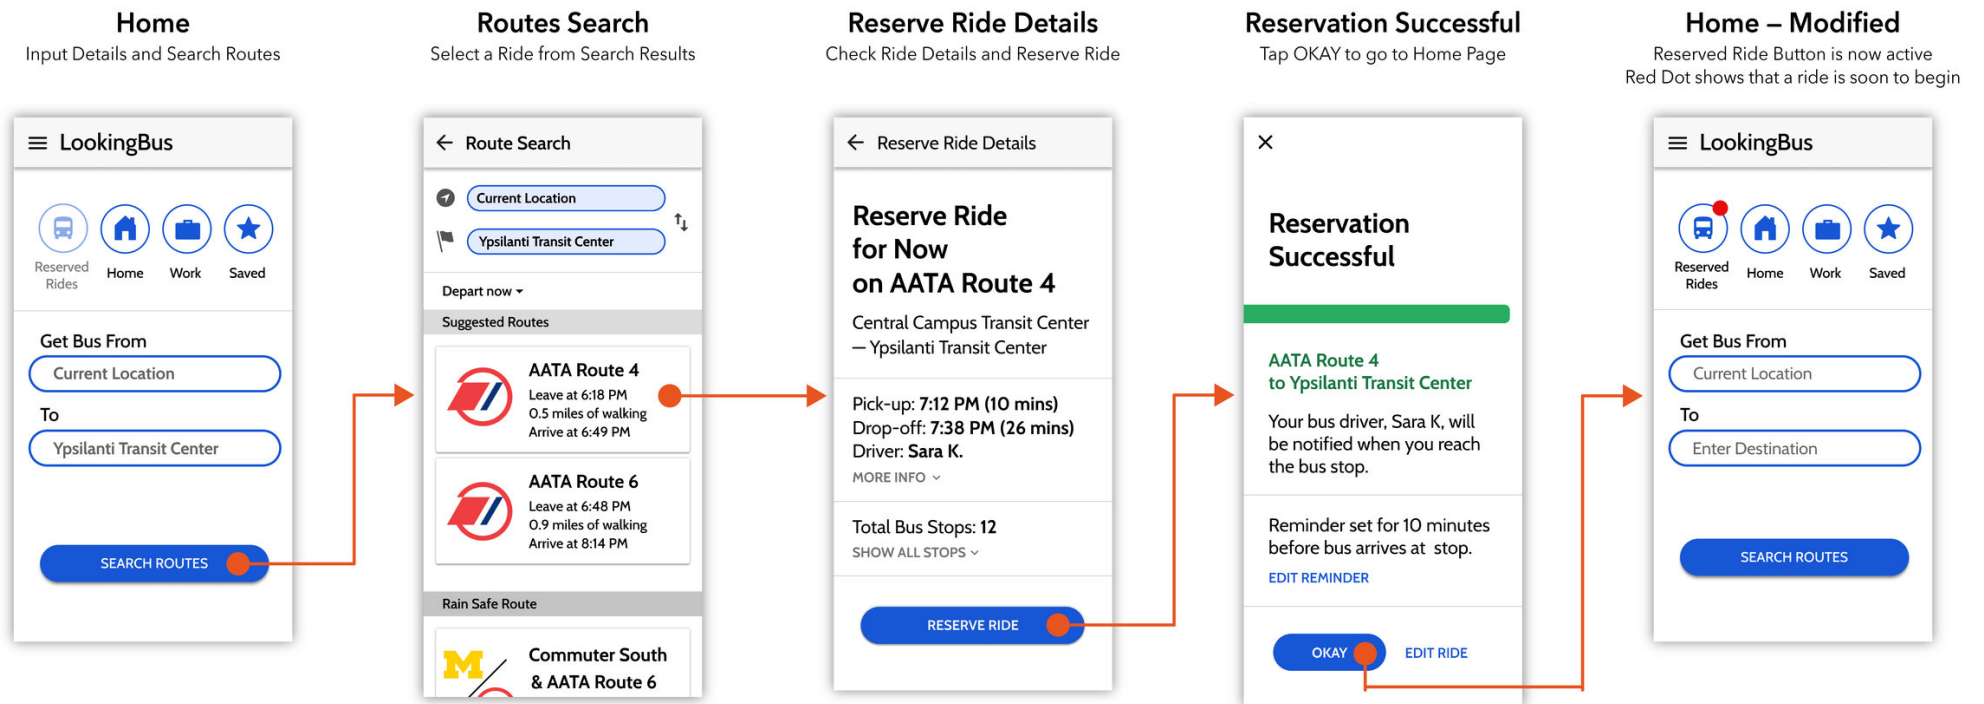 Home
Input Details and Search Routes
LookingBus
Reserved
Rides
Home
Work
Saved
Get Bus From
Current Location
To
Ypsilanti Transit Center
SEARCH ROUTES
Routes Search
Select a Ride from Search Results
Route Search
Current Location
Ypsilanti Transit Center
Depart now
Suggested Routes
AATA Route 4
Leave at 6:18 PM
0.5 miles of walking
Arrive at 6:49 PM
AATA Route 6
Leave at 6:48 PM
0.9 miles of walking
Arrive at 8:14 PM
Rain Safe Route
M
Commuter South
& AATA Route 6
Reserve Ride Details
Check Ride Details and Reserve Ride
Reserve Ride Details
Reserve Ride
for Now
on AATA Route 4
Central Campus Transit Center
— Ypsilanti Transit Center
Pick-up: 7:12 PM (10 mins)
Drop-off: 7:38 PM (26 mins)
Driver: Sara K.
MORE INFO
Total Bus Stops: 12
SHOW ALL STOPS
RESERVE RIDE
Reservation Successful
Tap OKAY to go to Home Page
Reservation
Successful
AATA Route 4
to Ypsilanti Transit Center
Your bus driver, Sara K, will
be notified when you reach
the bus stop.
Reminder set for 10 minutes
before bus arrives at stop.
EDIT REMINDER
OKAY
EDIT RIDE
Home – Modified
Reserved Ride Button is now active
Red Dot shows that a ride is soon to begin
LookingBus
Reserved
Rides
Home
Work
Saved
Get Bus From
Current Location
To
Enter Destination
SEARCH ROUTES